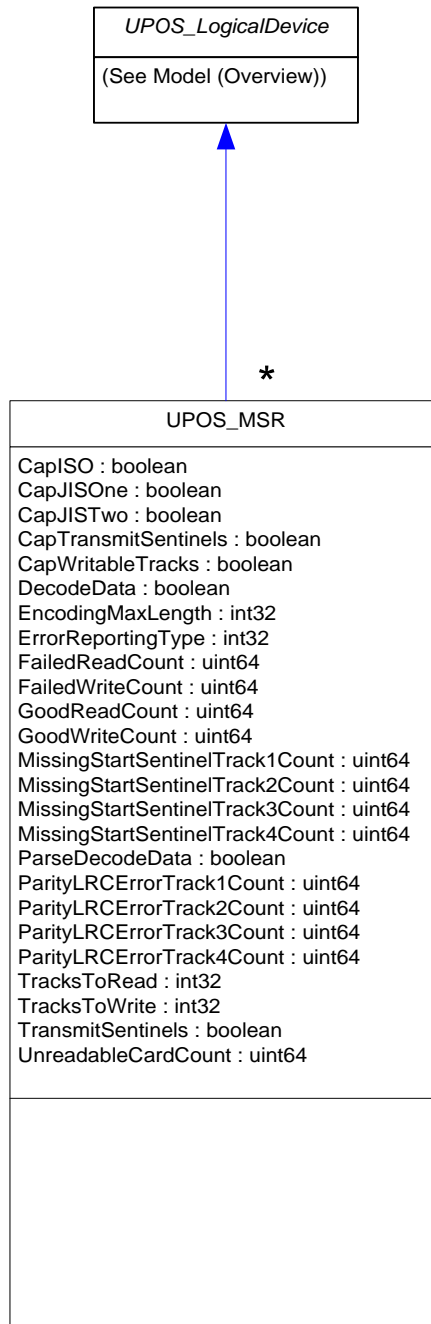 UPOS_LogicalDevice
(See Model (Overview))
*
UPOS_MSR
CapISO : boolean
CapJISOne : boolean
CapJISTwo : boolean
CapTransmitSentinels : boolean
CapWritableTracks : boolean
DecodeData : boolean
EncodingMaxLength : int32
ErrorReportingType : int32
FailedReadCount : uint64
FailedWriteCount : uint64
GoodReadCount : uint64
GoodWriteCount : uint64
MissingStartSentinelTrack1Count : uint64
MissingStartSentinelTrack2Count : uint64
MissingStartSentinelTrack3Count : uint64
MissingStartSentinelTrack4Count : uint64
ParseDecodeData : boolean
ParityLRCErrorTrack1Count : uint64
ParityLRCErrorTrack2Count : uint64
ParityLRCErrorTrack3Count : uint64
ParityLRCErrorTrack4Count : uint64
TracksToRead : int32
TracksToWrite : int32
TransmitSentinels : boolean
UnreadableCardCount : uint64